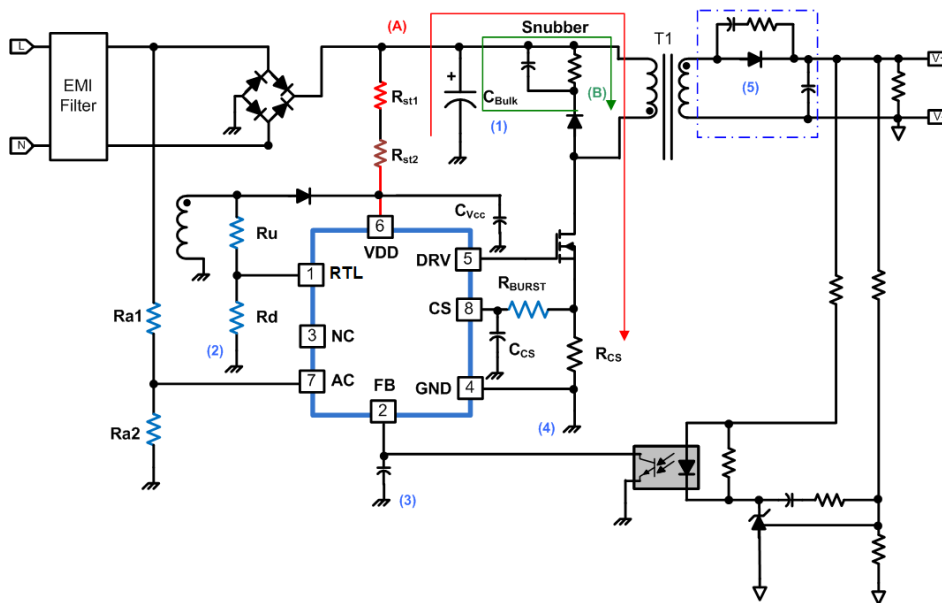 (A)
Snubber
T1
L
EMI
Filter
N
Rst1
Rst2
+
CBulk
(1)
(B)
(5)
V+
V-
CVcc
6
VDD
Ru
1
RTL
DRV
5
RBURST
Rd
CS
8
Ra1
(2)
3
NC
CCS
RCS
7
AC
FB
GND
4
2
Ra2
(4)
(3)